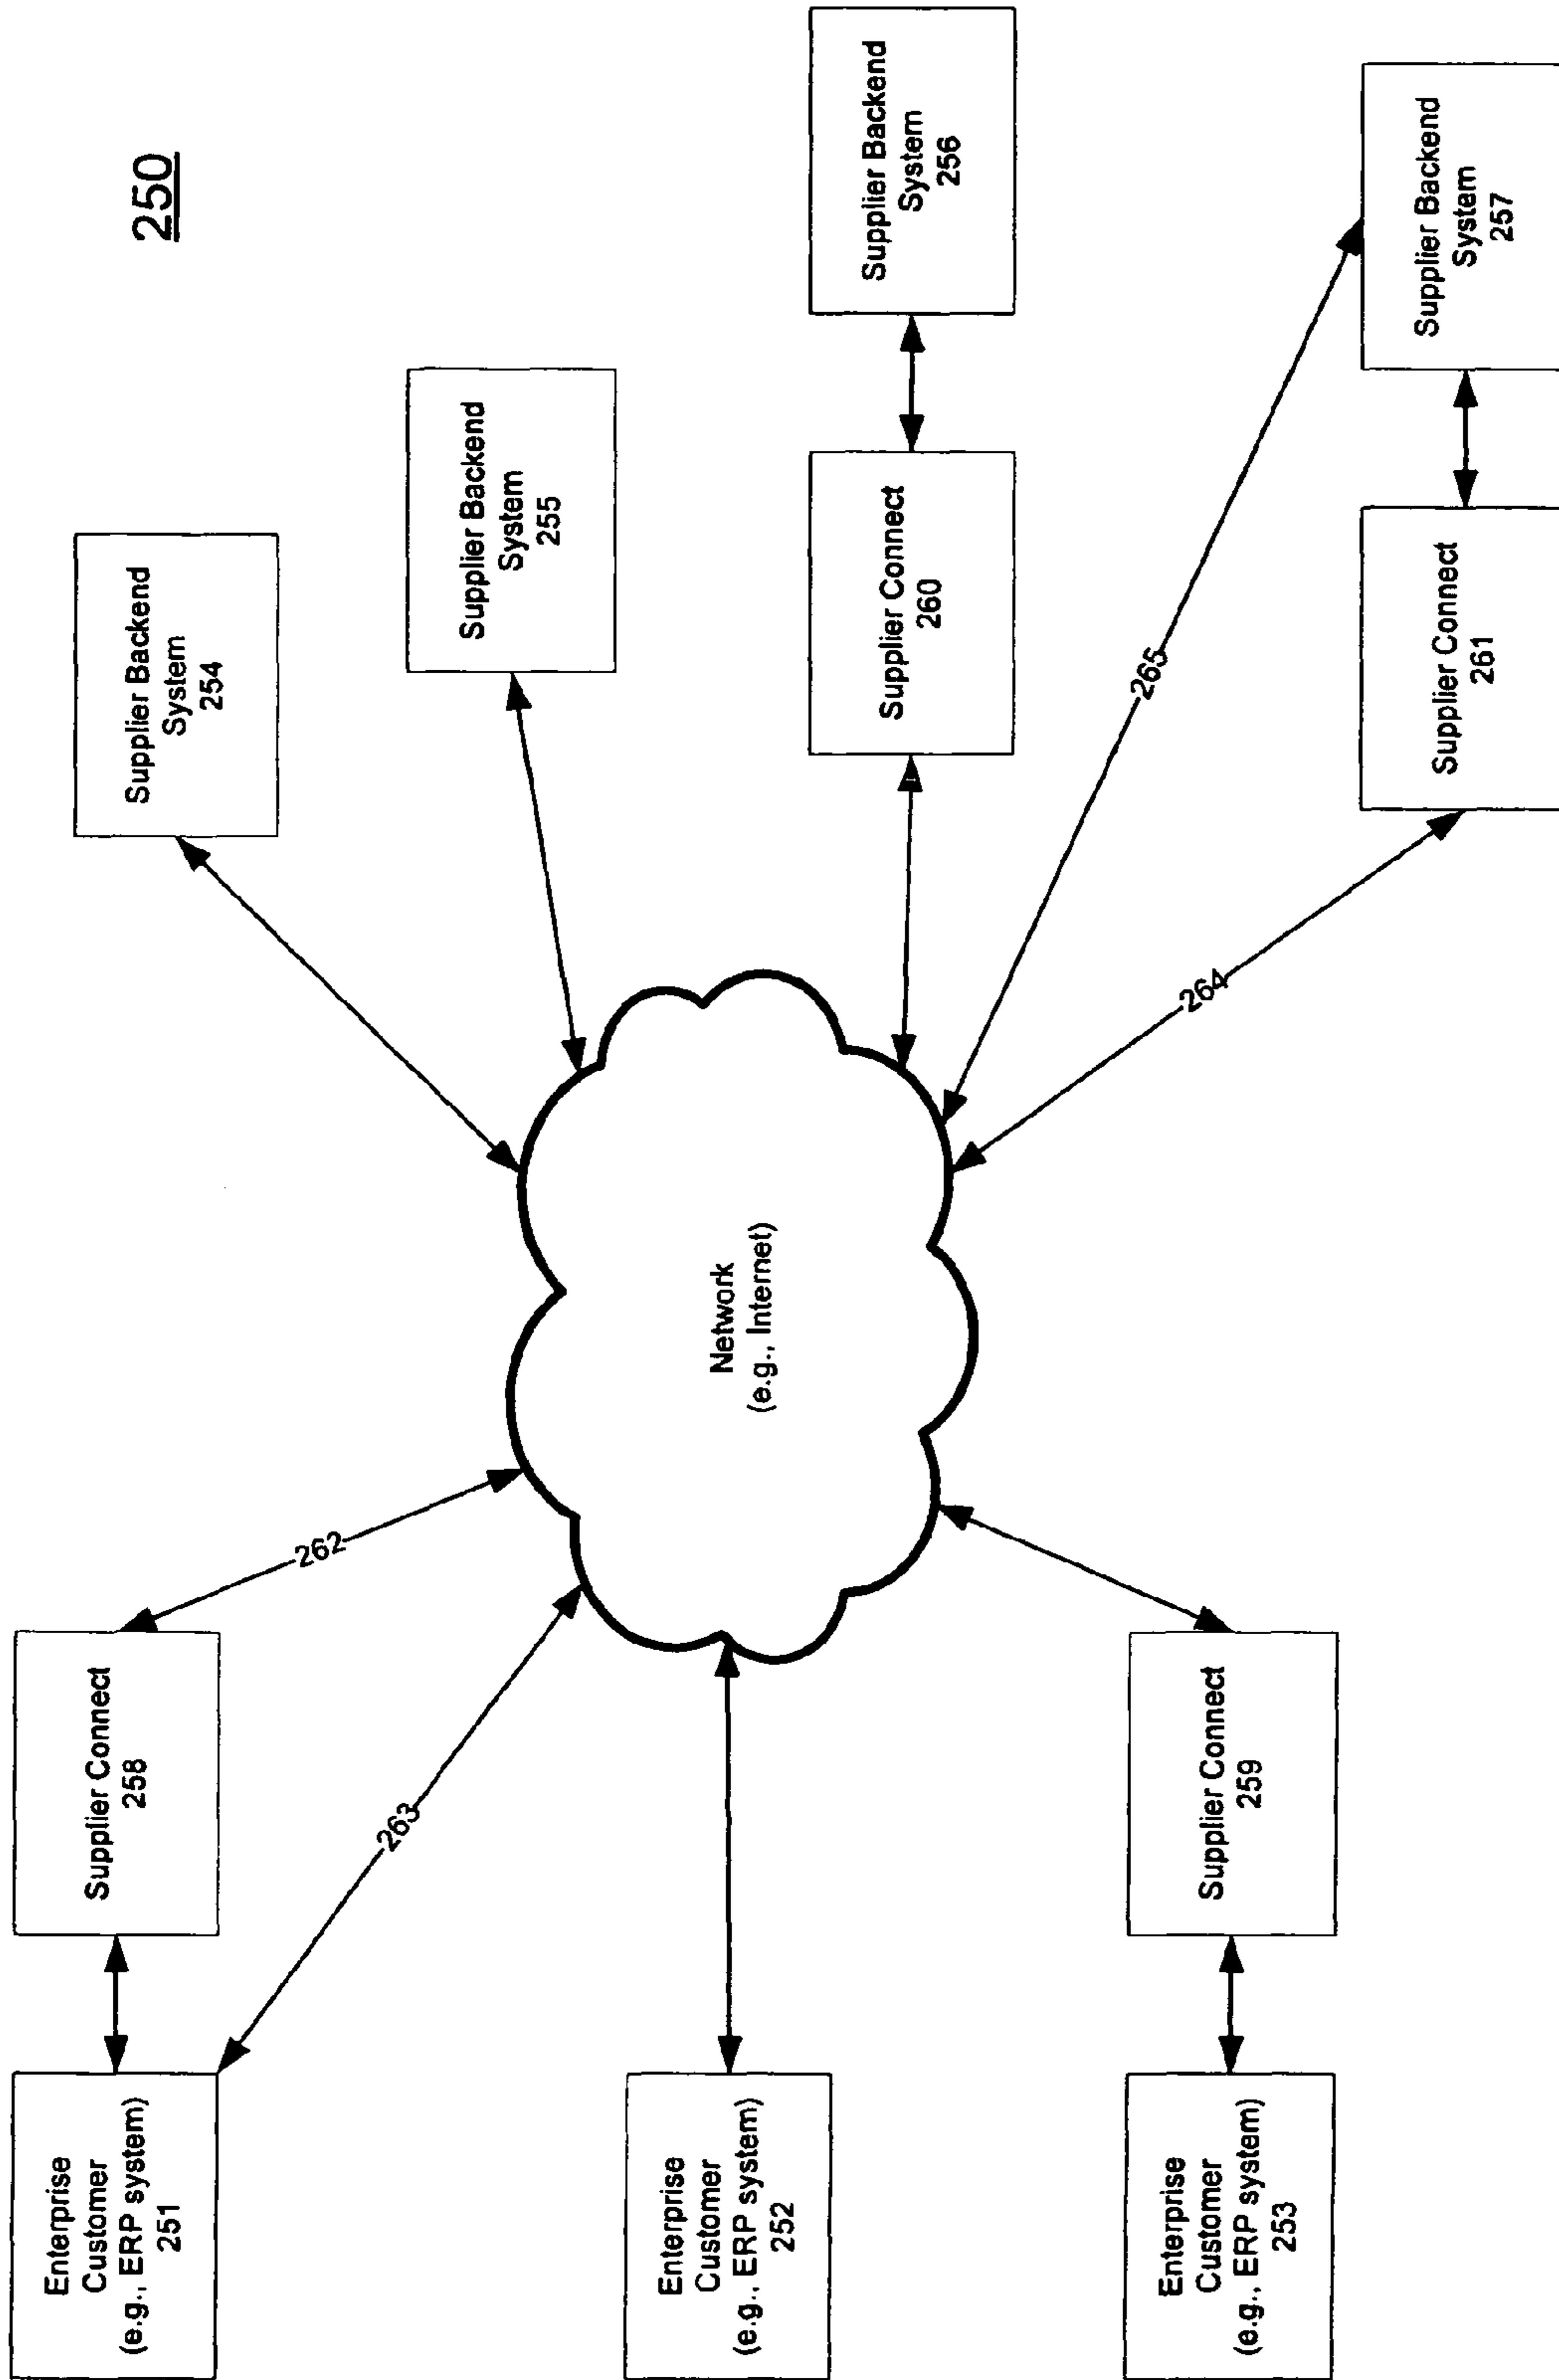 250
Enterprise
Customer
(e.g., ERP system)
251
Supplier Connect
258
262
263
Supplier Backend
System
254
Supplier Backend
System
255
Enterprise
Customer
(e.g., ERP system)
252
Network
(e.g., Internet)
Supplier Connect
260
Supplier Backend
System
256
Enterprise
Customer
(e.g., ERP system)
253
Supplier Connect
259
265
264
Supplier Connect
261
Supplier Backend
System
257